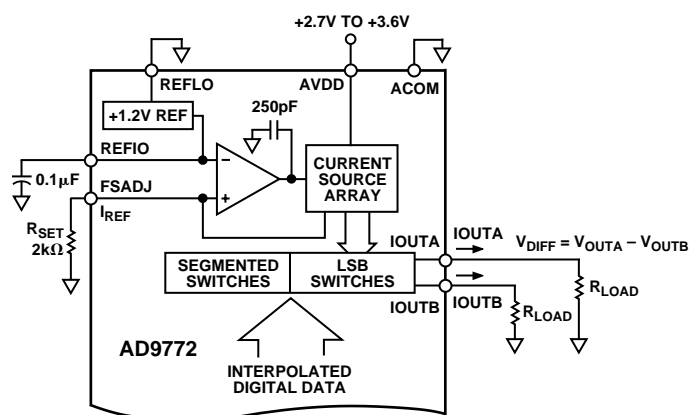 +2.7V TO +3.6V
REFLO
AVDD
ACOM
+1.2V REF
250pF
REFIO
–
+
CURRENT
SOURCE
ARRAY
0.1µF
FSADJ
IREF
RSET
2kΩ
IOUTA
IOUTA
VDIFF = VOUTA – VOUTB
SEGMENTED
SWITCHES
LSB
SWITCHES
IOUTB
IOUTB
RLOAD
RLOAD
AD9772
INTERPOLATED
DIGITAL DATA